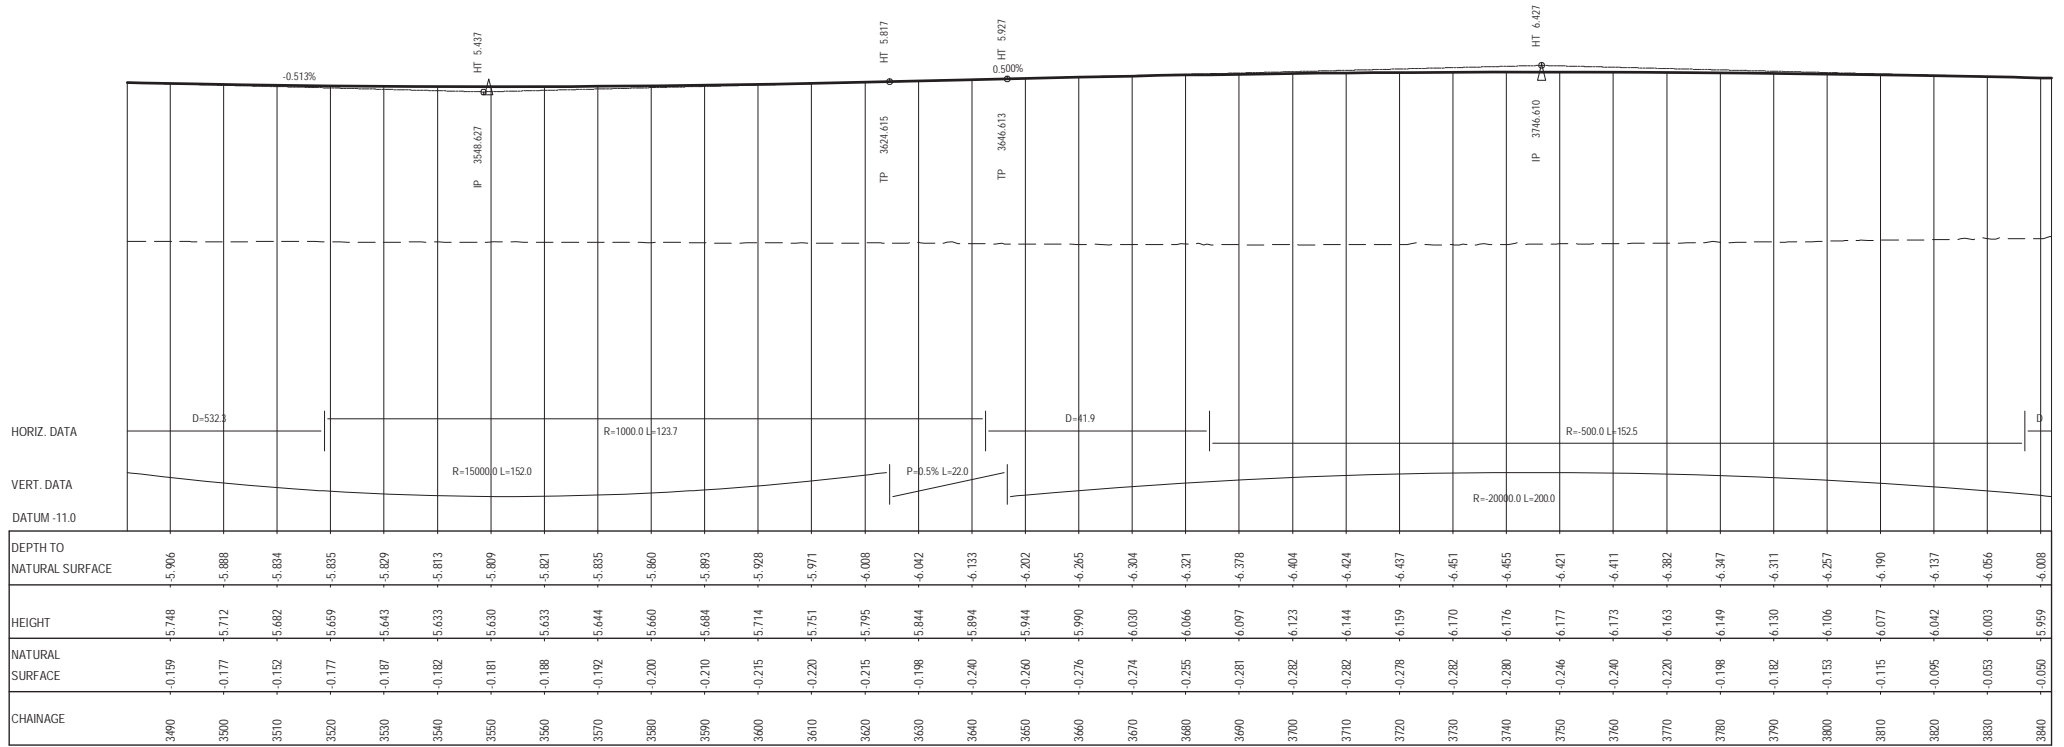 HT 5.437
HT 5.817
HT 5.927
HT 6.427
-0.513%
0.500%
IP 3548.627
TP 3624.615
TP 3646.613
IP 3746.610
HORIZ. DATA
D=532.3
R=1000.0 L=123.7
D=41.9
R=-500.0 L=152.5
D
VERT. DATA
R=15000.0 L=152.0
P=0.5% L=22.0
R=-20000.0 L=200.0
DATUM -11.0
DEPTH TO
NATURAL SURFACE
-5.906 -5.888 -5.834 -5.835 -5.829 -5.813 -5.809 -5.821 -5.835 -5.860 -5.893 -5.928 -5.971 -6.008 -6.042 -6.133 -6.202 -6.265 -6.304 -6.321 -6.378 -6.404 -6.424 -6.437 -6.451 -6.455 -6.421 -6.411 -6.382 -6.347 -6.311 -6.257 -6.190 -6.137 -6.056 -6.008
HEIGHT
5.748 5.712 5.682 5.659 5.643 5.633 5.630 5.633 5.644 5.660 5.684 5.714 5.751 5.795 5.844 5.894 5.944 5.990 6.030 6.066 6.097 6.123 6.144 6.159 6.170 6.176 6.177 6.173 6.163 6.149 6.130 6.106 6.077 6.042 6.003 5.959
NATURAL
SURFACE
-0.159 -0.177 -0.152 -0.177 -0.187 -0.182 -0.181 -0.188 -0.192 -0.200 -0.210 -0.215 -0.220 -0.215 -0.198 -0.240 -0.260 -0.276 -0.274 -0.255 -0.281 -0.282 -0.282 -0.278 -0.282 -0.280 -0.246 -0.240 -0.220 -0.198 -0.182 -0.153 -0.115 -0.095 -0.053 -0.050
CHAINAGE
3490 3500 3510 3520 3530 3540 3550 3560 3570 3580 3590 3600 3610 3620 3630 3640 3650 3660 3670 3680 3690 3700 3710 3720 3730 3740 3750 3760 3770 3780 3790 3800 3810 3820 3830 3840